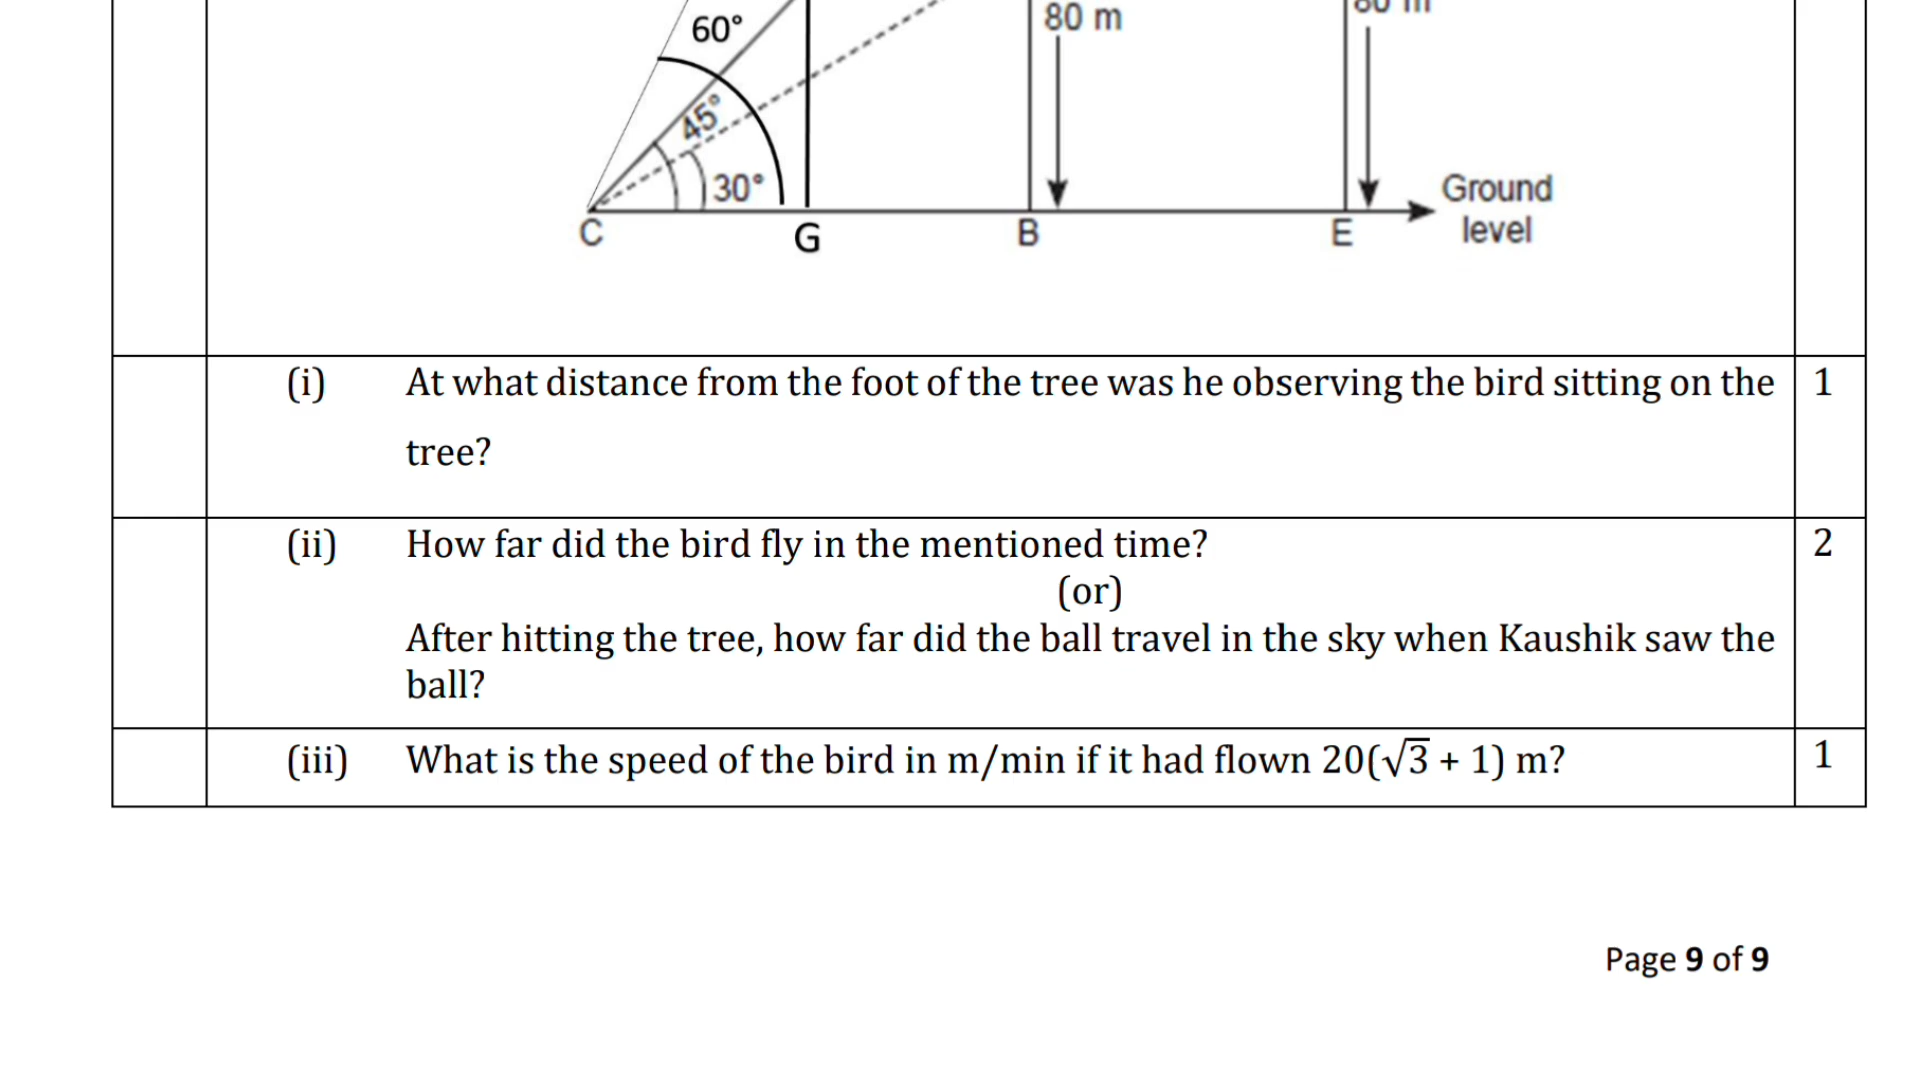 60°
80 m
45°
30°
Ground
level
C
G
B
E
(i) At what distance from the foot of the tree was he observing the bird sitting on the 1
tree?
(ii) How far did the bird fly in the mentioned time? 2
(or)
After hitting the tree, how far did the ball travel in the sky when Kaushik saw the
ball?
(iii) What is the speed of the bird in m/min if it had flown 20(√3 + 1) m? 1
Page 9 of 9